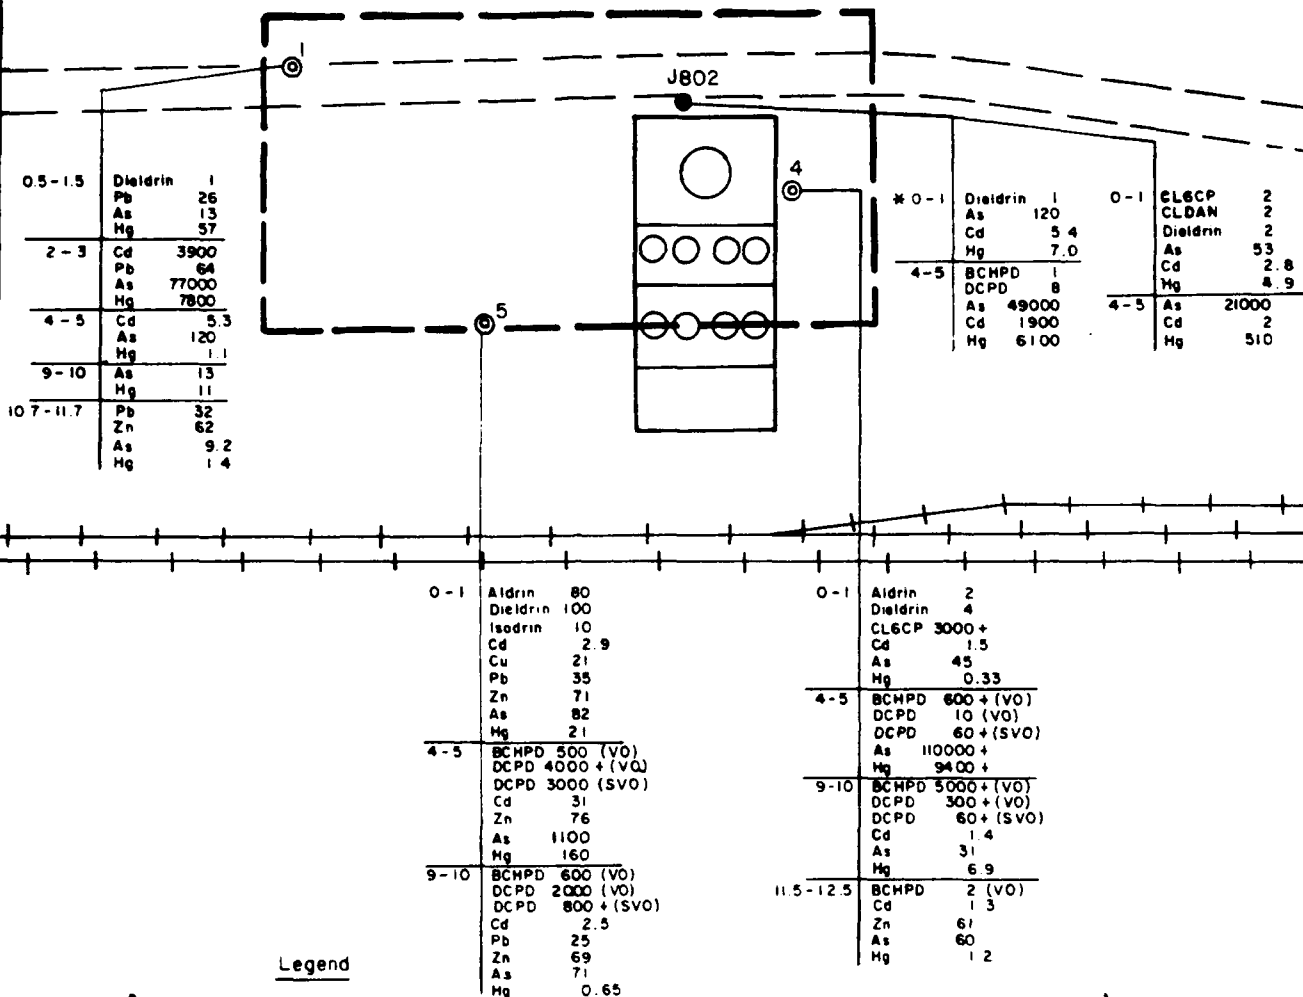 1
J802
4
5
0.5-1.5 Dieldrin 1
Pb 26
As 13
Hg 57
2-3 Cd 3900
Pb 64
As 77000
Hg 7800
4-5 Cd 5.3
As 120
Hg 1.1
9-10 As 13
Hg 11
10 7-11.7 Pb 32
Zn 62
As 9.2
Hg 1 4
* 0-1 Dieldrin 1
As 120
Cd 5 4
Hg 7.0
4-5 BCHPD 1
DCPD 8
As 49000
Cd 1900
Hg 6100
0-1 CL6CP 2
CLDAN 2
Dieldrin 2
As 53
Cd 2.8
Hg 4.9
4-5 As 21000
Cd 2
Hg 510
0-1 Aldrin 80
Dieldrin 100
Isodrin 10
Cd 2.9
Cu 21
Pb 35
Zn 71
As 82
Hg 21
4-5 BCHPD 500 (VO)
DCPD 4000 + (VO)
DCPD 3000 (SVO)
Cd 31
Zn 76
As 1100
Hg 160
9-10 BCHPD 600 (VO)
DCPD 2000 (VO)
DCPD 800 + (SVO)
Cd 2.5
Pb 25
Zn 69
As 71
Hg 0.65
0-1 Aldrin 2
Dieldrin 4
CL6CP 3000 +
Cd 1.5
As 45
Hg 0.33
4-5 BCHPD 600 + (VO)
DCPD 10 (VO)
DCPD 60 + (SVO)
As 110000 +
Hg 9400 +
9-10 BCHPD 5000 + (VO)
DCPD 300 + (VO)
DCPD 60 + (SVO)
Cd 1.4
As 31
Hg 6.9
11.5-12.5 BCHPD 2 (VO)
Cd 1 3
Zn 61
As 60
Hg 1 2
Legend